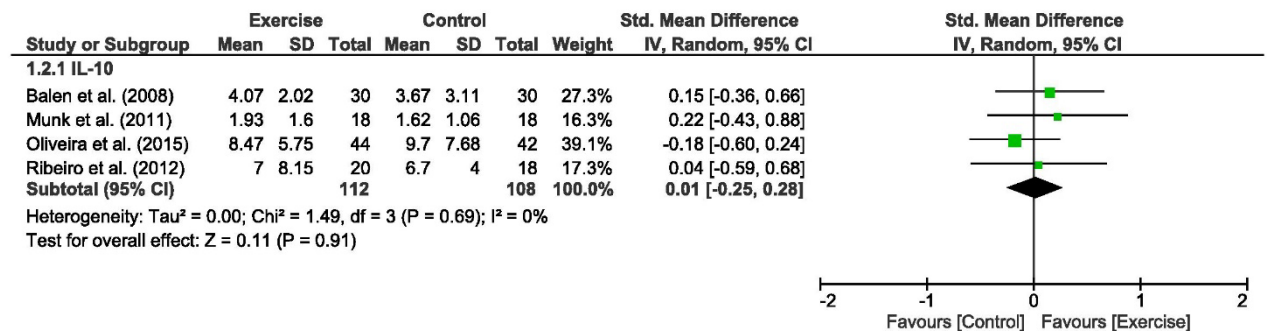 Exercise Control Std. Mean Difference Std. Mean Difference
Study or Subgroup Mean SD Total Mean SD Total Weight IV, Random, 95% CI IV, Random, 95% CI
1.2.1 IL-10
Balen et al. (2008) 4.07 2.02 30 3.67 3.11 30 27.3% 0.15 [-0.36, 0.66]
Munk et al. (2011) 1.93 1.6 18 1.62 1.06 18 16.3% 0.22 [-0.43, 0.88]
Oliveira et al. (2015) 8.47 5.75 44 9.7 7.68 42 39.1% -0.18 [-0.60, 0.24]
Ribeiro et al. (2012) 7 8.15 20 6.7 4 18 17.3% 0.04 [-0.59, 0.68]
Subtotal (95% CI) 112 108 100.0% 0.01 [-0.25, 0.28]
Heterogeneity: Tau² = 0.00; Chi² = 1.49, df = 3 (P = 0.69); I² = 0%
Test for overall effect: Z = 0.11 (P = 0.91)
-2 -1 0 1 2
Favours [Control] Favours [Exercise]